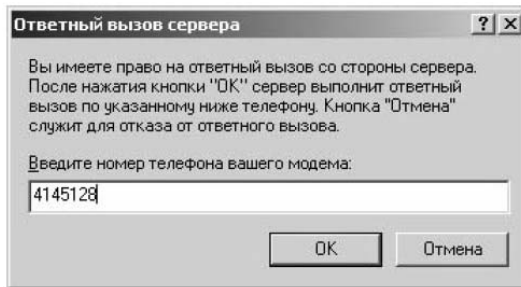 Ответный вызов сервера
Вы имеете право на ответный вызов со стороны сервера.
После нажатия кнопки "ОК" сервер выполнит ответный
вызов по указанному ниже телефону. Кнопка "Отмена"
служит для отказа от ответного вызова.
Введите номер телефона вашего модема:
4145128
ОК
Отмена